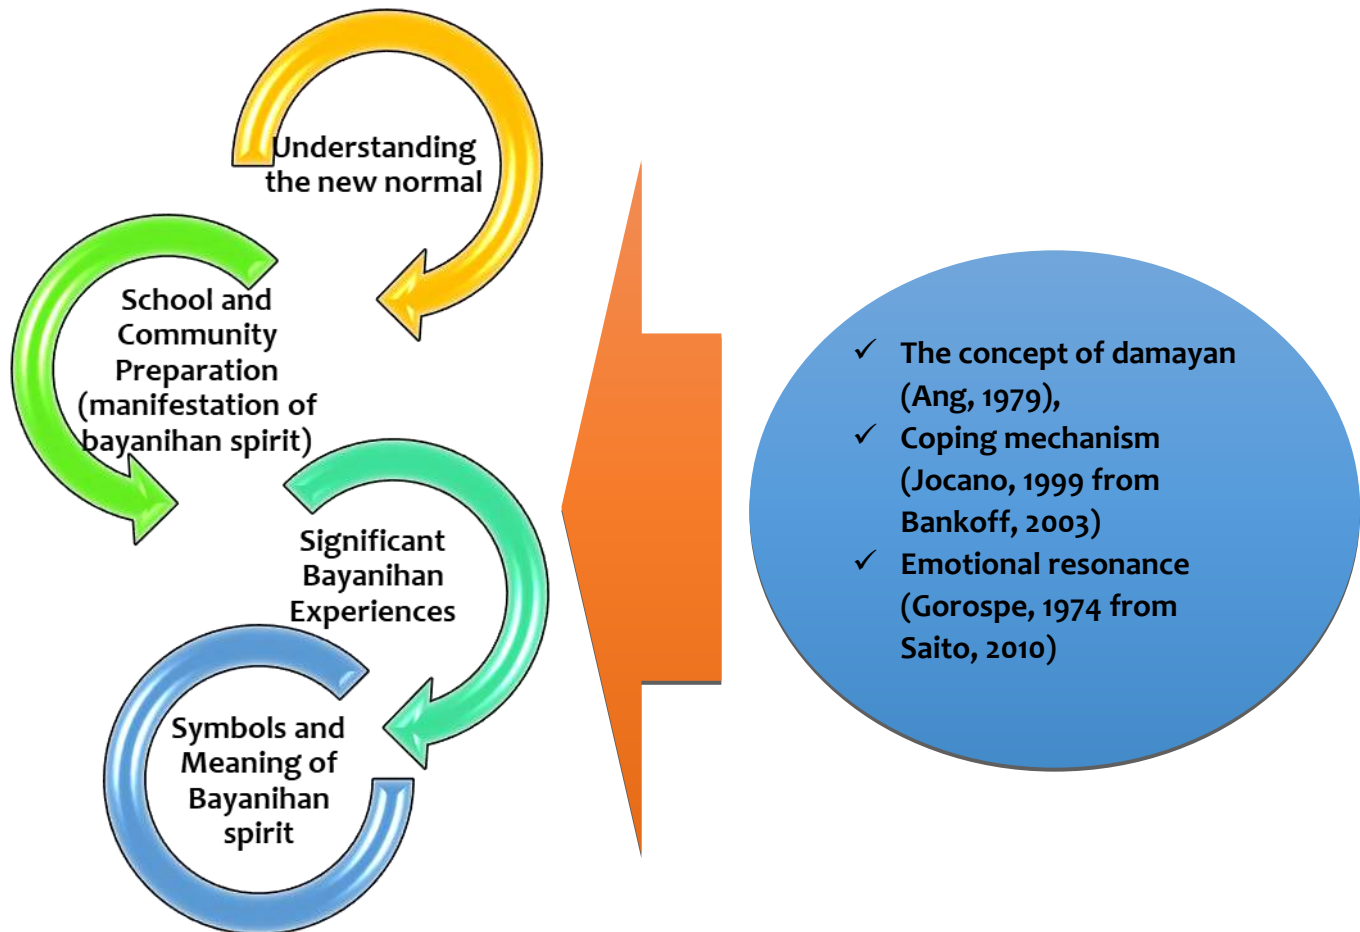 Understanding
the new normal
School and
Community
Preparation
(manifestation of
bayanihan spirit)
Significant
Bayanihan
Experiences
Symbols and
Meaning of
Bayanihan
spirit
✓ The concept of damayan
(Ang, 1979),
✓ Coping mechanism
(Jocano, 1999 from
Bankoff, 2003)
✓ Emotional resonance
(Gorospe, 1974 from
Saito, 2010)